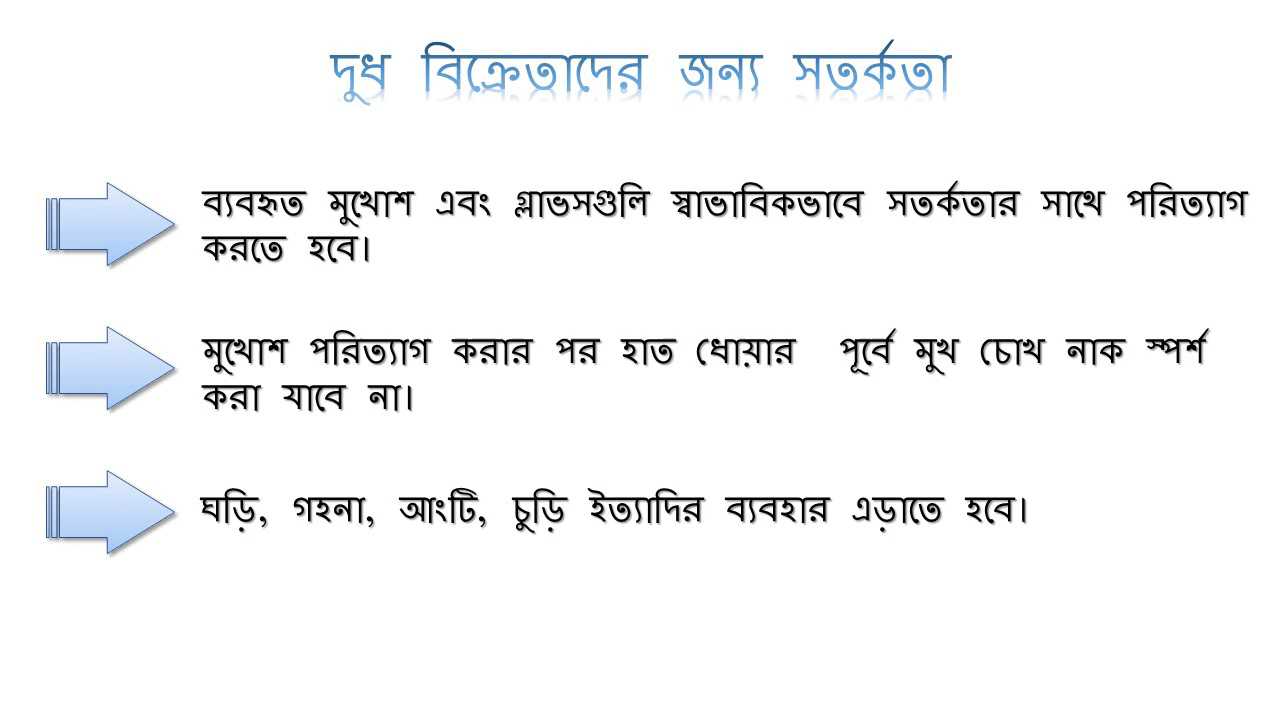 দুধ বিক্রেতাদের জন্য সতর্কতা
ব্যবহৃত মুখোশ এবং গ্লাভসগুলি স্বাভাবিকভাবে সতর্কতার সাথে পরিত্যাগ
করতে হবে।
মুখোশ পরিত্যাগ করার পর হাত ধোয়ার পূর্বে মুখ চোখ নাক স্পর্শ
করা যাবে না।
ঘড়ি, গহনা, আংটি, চুড়ি ইত্যাদির ব্যবহার এড়াতে হবে।